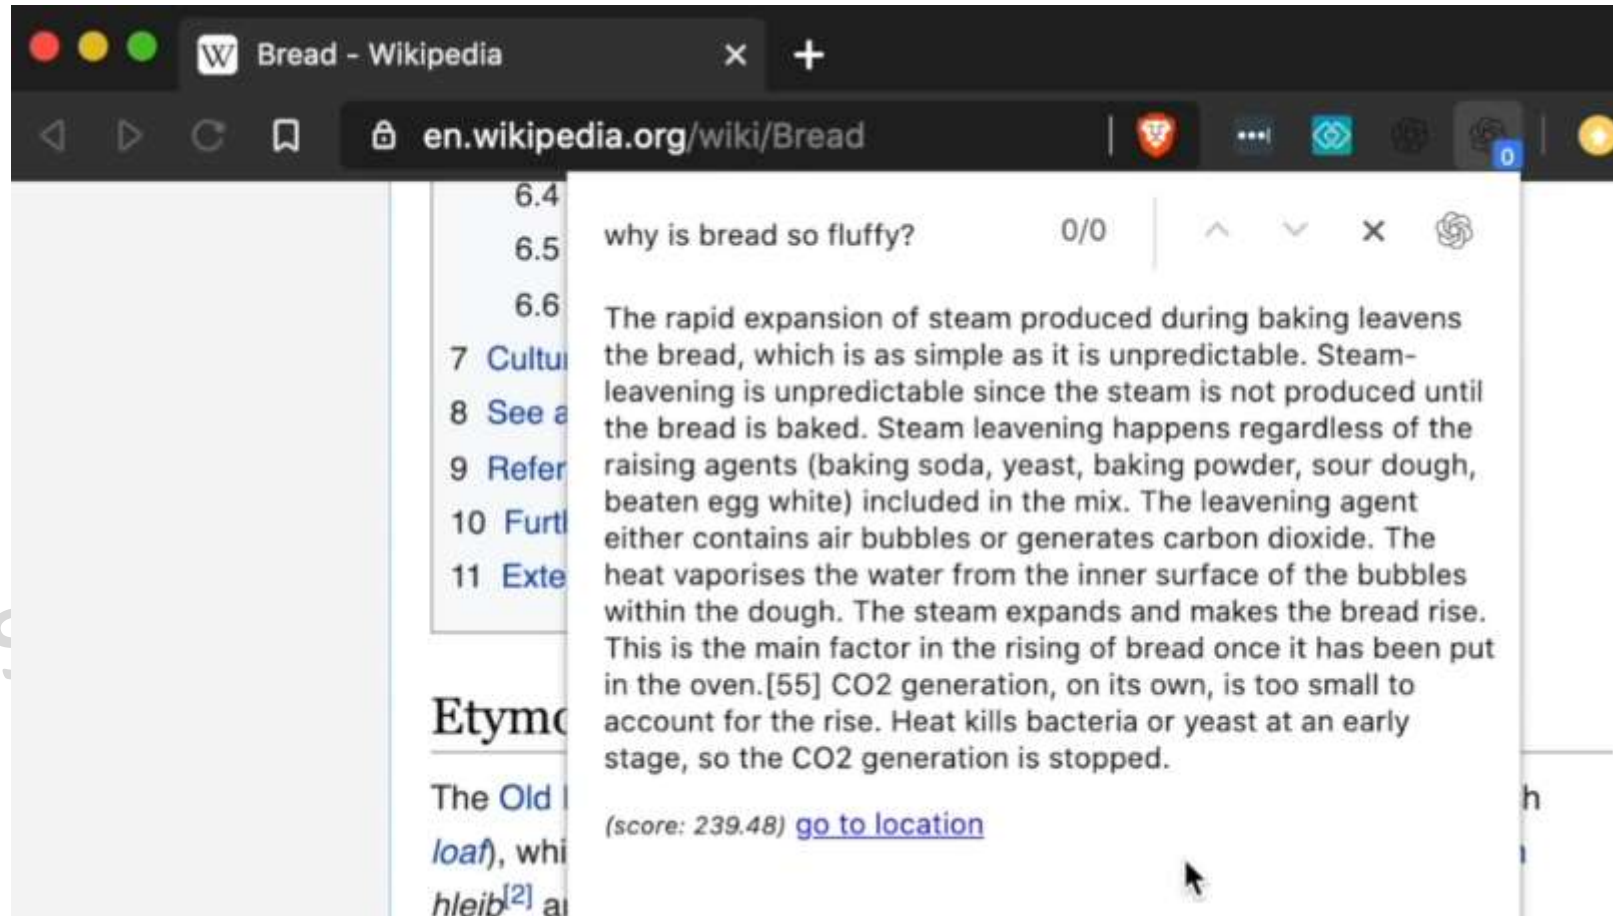 Bread - Wikipedia
en.wikipedia.org/wiki/Bread
0
why is bread so fluffy? 0/0
The rapid expansion of steam produced during baking leavens
the bread, which is as simple as it is unpredictable. Steam-
leavening is unpredictable since the steam is not produced until
the bread is baked. Steam leavening happens regardless of the
raising agents (baking soda, yeast, baking powder, sour dough,
beaten egg white) included in the mix. The leavening agent
either contains air bubbles or generates carbon dioxide. The
heat vaporises the water from the inner surface of the bubbles
within the dough. The steam expands and makes the bread rise.
This is the main factor in the rising of bread once it has been put
in the oven.[55] CO2 generation, on its own, is too small to
account for the rise. Heat kills bacteria or yeast at an early
stage, so the CO2 generation is stopped.
(score: 239.48) go to location
6.4
6.5
6.6
7 Cultu
8 See a
9 Refer
10 Furt
11 Exte
Etymo
The Old
loaf), whi
hleib[2] a